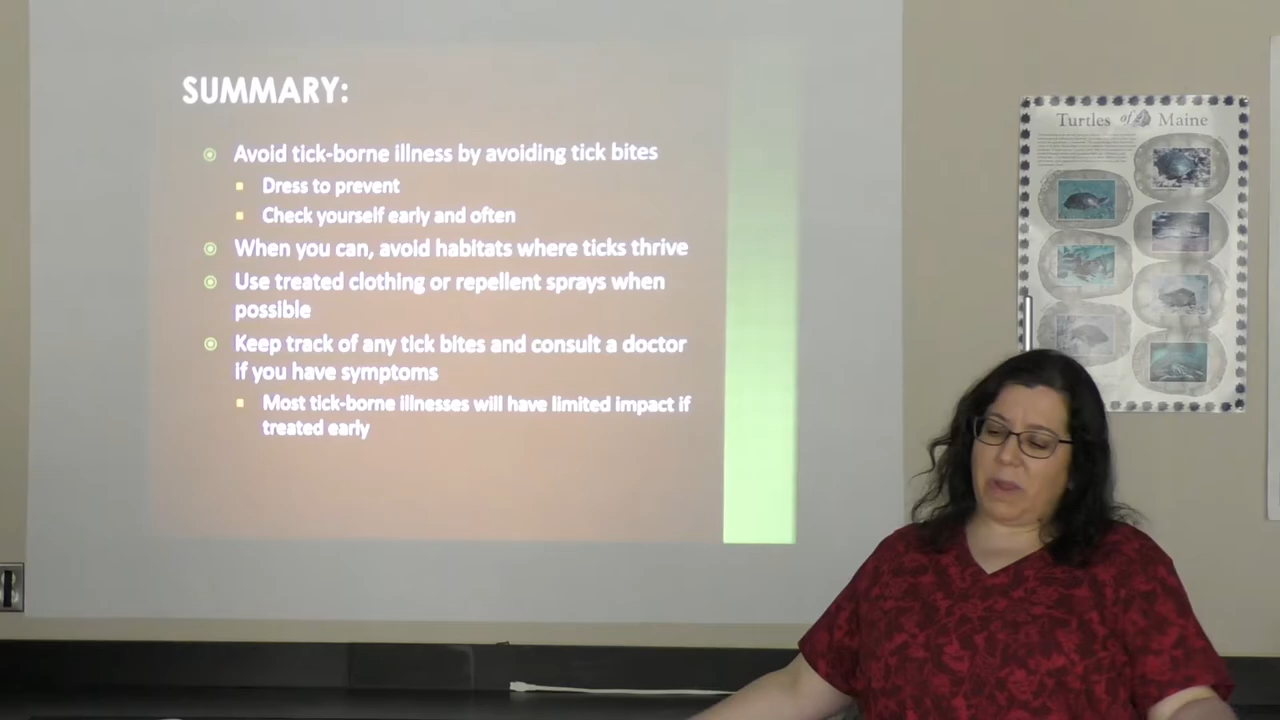 SUMMARY:
Avoid tick-borne illness by avoiding tick bites
Dress to prevent
Check yourself early and often
When you can, avoid habitats where ticks thrive
Use treated clothing or repellent sprays when
possible
Keep track of any tick bites and consult a doctor
if you have symptoms
Most tick-borne illnesses will have limited impact if
treated early
Turtles of Maine